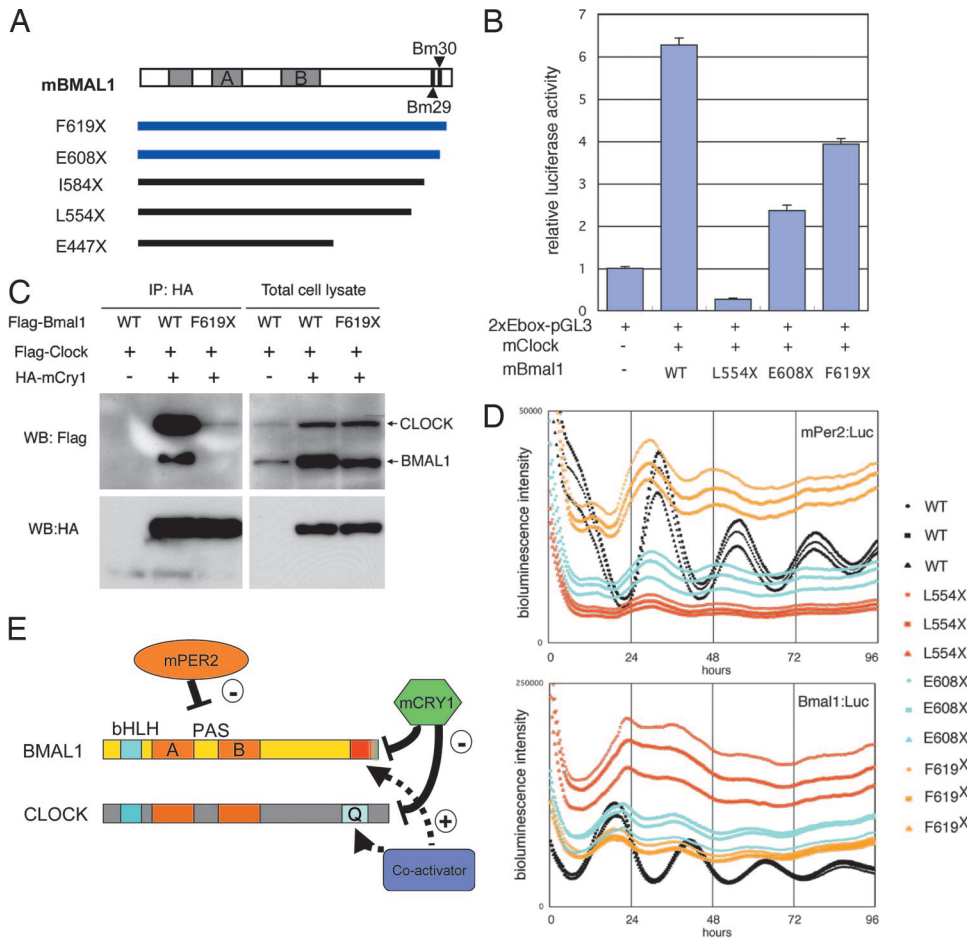 A
Bm30
A B
mBMAL1
Bm29
F619X
E608X
I584X
L554X
E447X
B
relative luciferase activity
7
6
5
4
3
2
1
0
2xEbox-pGL3 + + + + +
mClock - + + + +
mBmal1 - WT L554X E608X F619X
C
IP: HA Total cell lysate
Flag-Bmal1 WT WT F619X WT WT F619X
Flag-Clock + + + + + +
HA-mCry1 - + + - + +
WB: Flag
CLOCK
BMAL1
WB:HA
D
50000
mPer2:Luc
bioluminescence intensity
0
0 24 48 72 96
hours
250000
Bmal1:Luc
bioluminescence intensity
0
0 24 48 72 96
hours
WT
WT
WT
L554X
L554X
L554X
E608X
E608X
E608X
F619X
F619X
F619X
E
mPER2
-
mCRY1
-
bHLH PAS
BMAL1
A B
CLOCK
Q
+
Co-activator